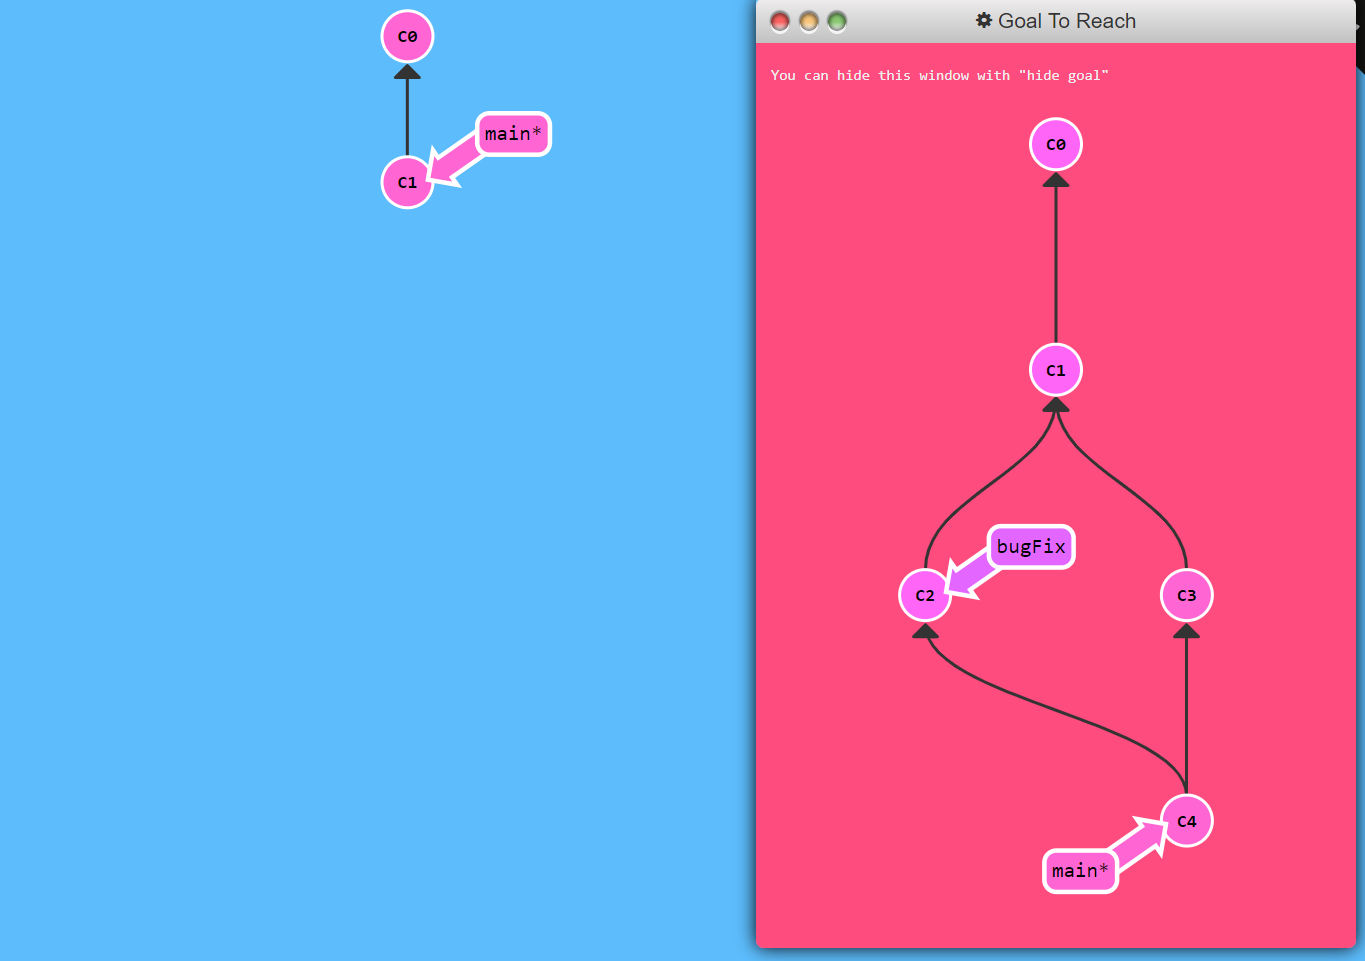 C0
main*
C1
Goal To Reach
You can hide this window with "hide goal"
C0
C1
bugFix
C2
C3
C4
main*